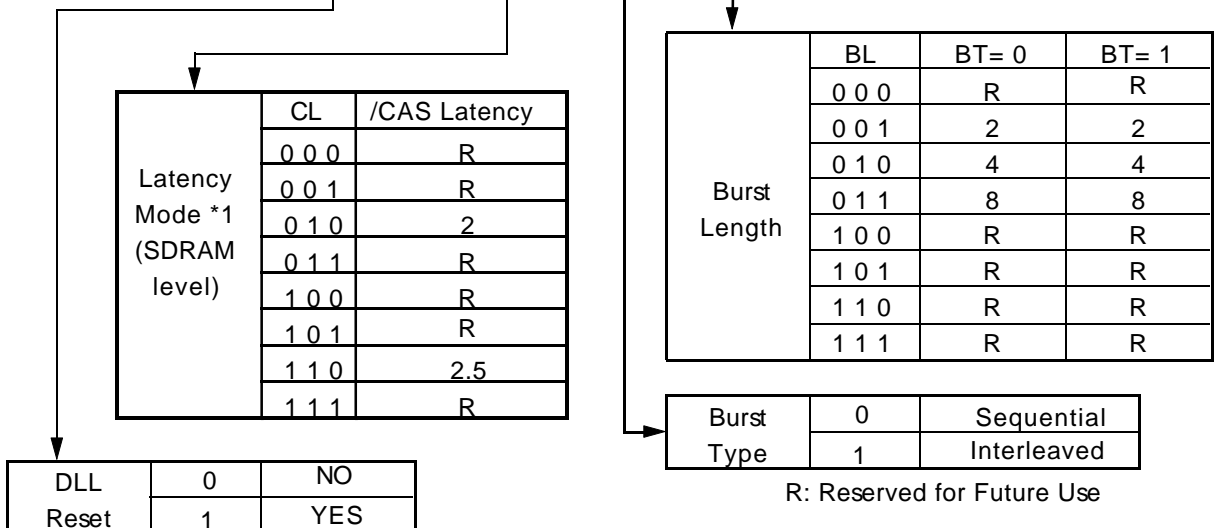 CL /CAS Latency
0 0 0 R
0 0 1 R
0 1 0 2
0 1 1 R
1 0 0 R
1 0 1 R
1 1 0 2.5
1 1 1 R
Latency
Mode *1
(SDRAM
level)
BL BT= 0 BT= 1
0 0 0 R R
0 0 1 2 2
0 1 0 4 4
0 1 1 8 8
1 0 0 R R
1 0 1 R R
1 1 0 R R
1 1 1 R R
Burst
Length
Burst 0 Sequential
Type 1 Interleaved
R: Reserved for Future Use
DLL 0 NO
Reset 1 YES